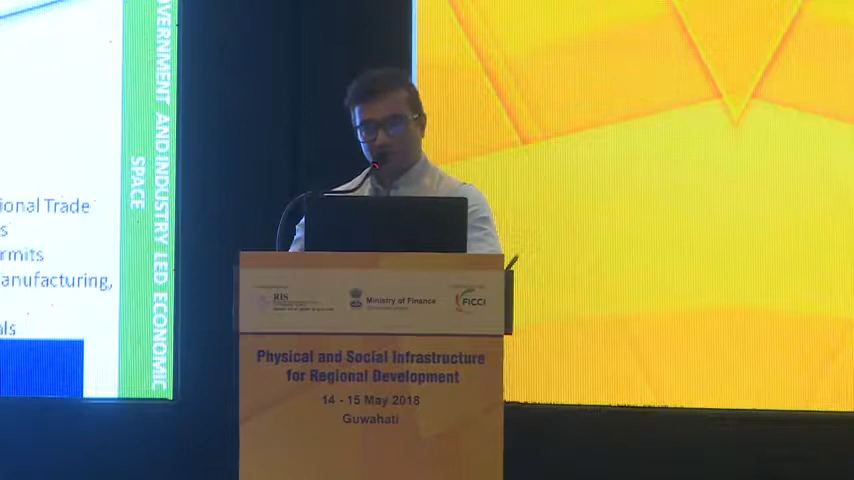 GOVERNMENT AND INDUSTRY LED ECONOMIC
SPACE
ional Trade
s
rmits
anufacturing,
ls
RIS
Ministry of Finance
FICCI
Physical and Social Infrastructure
for Regional Development
14 - 15 May 2018
Guwahati